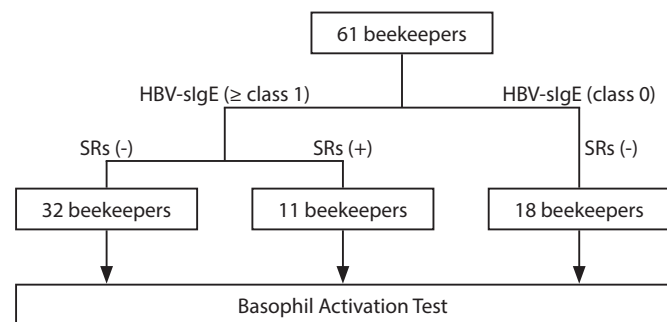 61 beekeepers
HBV-sIgE (≥ class 1)
HBV-sIgE (class 0)
SRs (-)
SRs (+)
SRs (-)
32 beekeepers
11 beekeepers
18 beekeepers
Basophil Activation Test